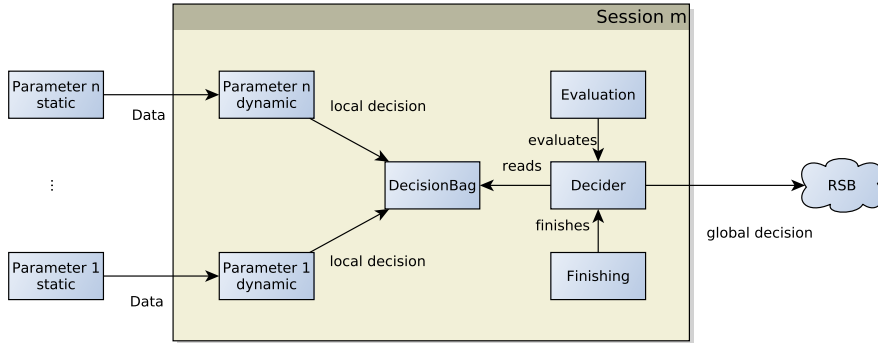 Session m
Parameter n
static
Data
Parameter n
dynamic
local decision
Evaluation
evaluates
reads
DecisionBag
Decider
RSB
...
finishes
global decision
Parameter 1
static
Data
Parameter 1
dynamic
local decision
Finishing